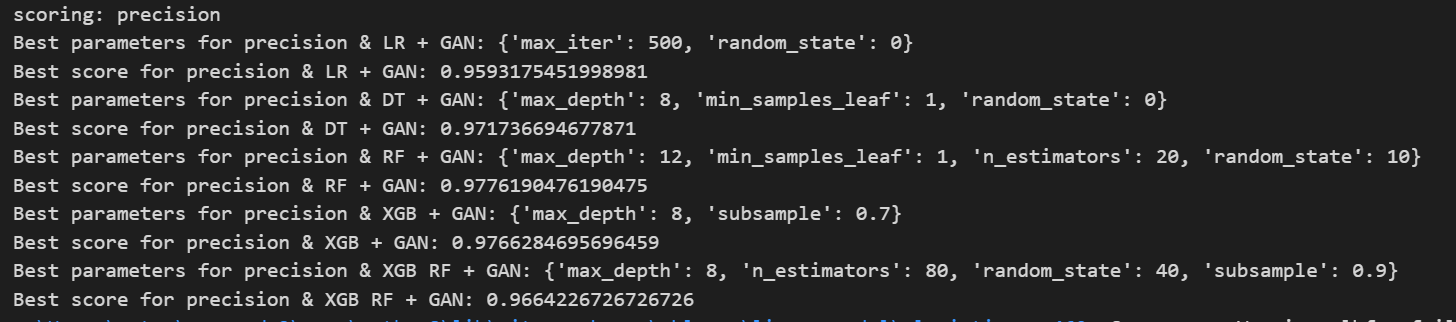 scoring: precision
Best parameters for precision & LR + GAN: {'max_iter': 500, 'random_state': 0}
Best score for precision & LR + GAN: 0.9593175451998981
Best parameters for precision & DT + GAN: {'max_depth': 8, 'min_samples_leaf': 1, 'random_state': 0}
Best score for precision & DT + GAN: 0.971736694677871
Best parameters for precision & RF + GAN: {'max_depth': 12, 'min_samples_leaf': 1, 'n_estimators': 20, 'random_state': 10}
Best score for precision & RF + GAN: 0.9776190476190475
Best parameters for precision & XGB + GAN: {'max_depth': 8, 'subsample': 0.7}
Best score for precision & XGB + GAN: 0.9766284695696459
Best parameters for precision & XGB RF + GAN: {'max_depth': 8, 'n_estimators': 80, 'random_state': 40, 'subsample': 0.9}
Best score for precision & XGB RF + GAN: 0.9664226726726726